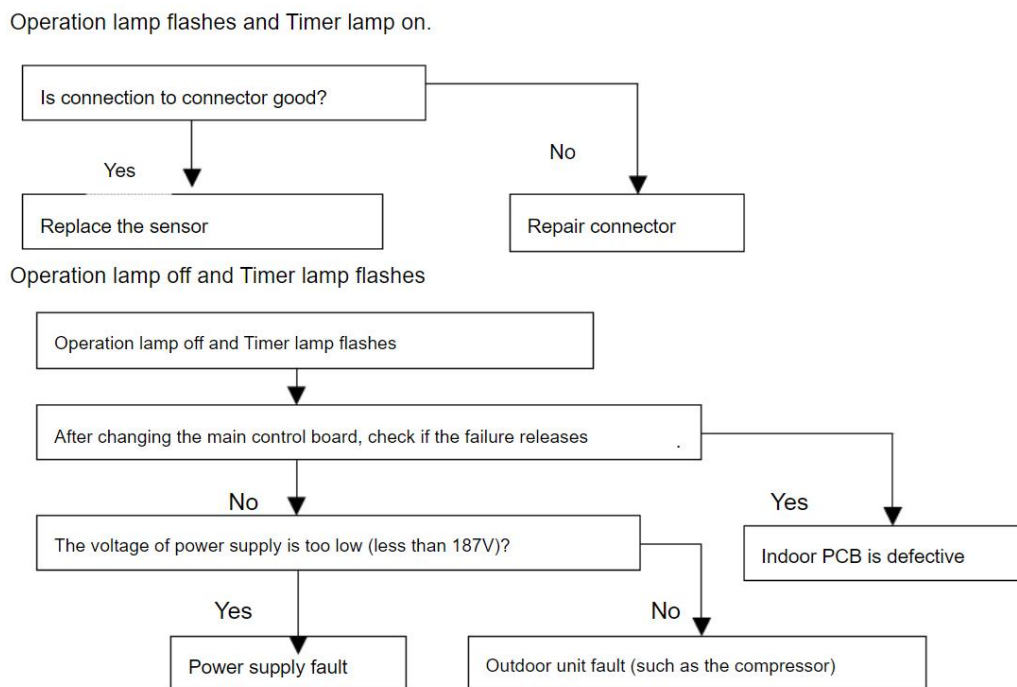 Operation lamp flashes and Timer lamp on.
Is connection to connector good?
No
Yes
Replace the sensor
Repair connector
Operation lamp off and Timer lamp flashes
Operation lamp off and Timer lamp flashes
After changing the main control board, check if the failure releases .
No
Yes
The voltage of power supply is too low (less than 187V)?
Indoor PCB is defective
Yes
No
Power supply fault
Outdoor unit fault (such as the compressor)